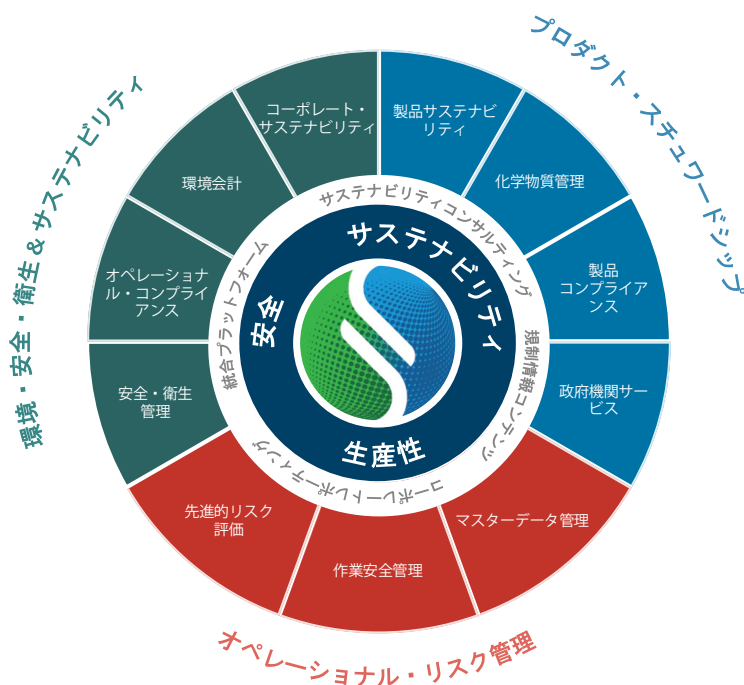 プロダクト・スチュワードシップ
環境・安全・衛生 & サステナビリティ
オペレーショナル・リスク管理
コーポレート・
サステナビリティ
製品サステナビ
リティ
環境会計
化学物質管理
オペレーショナ
ル・コンプライ
アンス
製品
コンプライア
ンス
安全・衛生
管理
政府機関サー
ビス
先進的リスク
評価
作業安全管理
マスターデータ管理
サステナビリティコンサルティング
規制情報コンテンツ
コーポレートレポーティング
統合プラットフォーム
サステナビリティ
安全
生産性